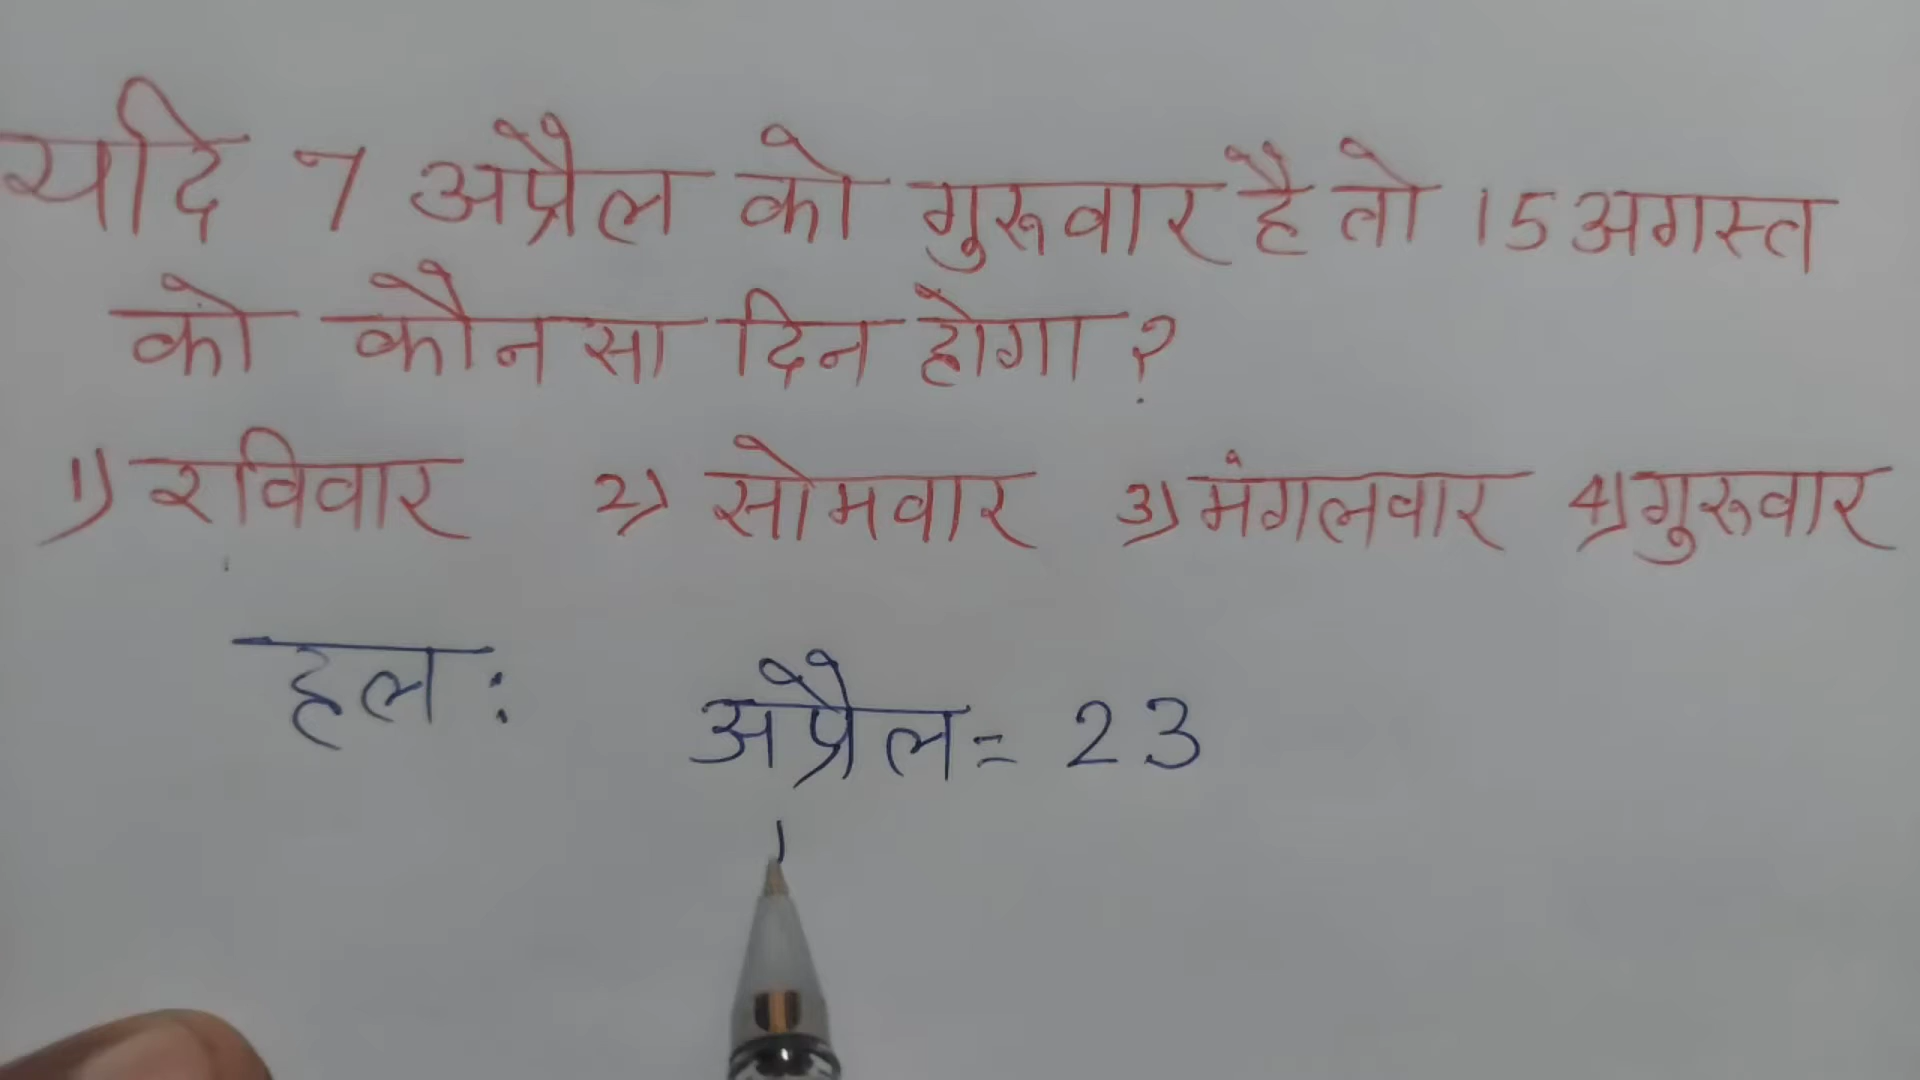 यदि 7 अप्रैल को गुरूवार है तो 15 अगस्त
को कौन सा दिन होगा ?
1) रविवार 2) सोमवार 3) मंगलवार 4) गुरूवार
हल : अप्रैल = 23